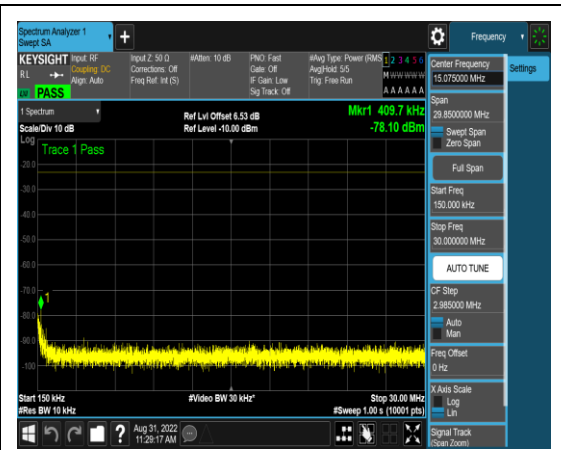 Spectrum Analyzer 1
Swept SA
Frequency
KEYSIGHT
RL
Input: RF
Coupling: DC
Align: Auto
Input Z: 50 Ω
Corrections: Off
Freq Ref: Int (S)
#Atten: 10 dB
PNO: Fast
Gate: Off
IF Gain: Low
Sig Track: Off
#Avg Type: Power (RMS
Avg|Hold: 5/5
Trig: Free Run
1 2 3 4 5 6
M W W W W W
A A A A A A
PASS
1 Spectrum
Scale/Div 10 dB
Ref Lvl Offset 6.53 dB
Ref Level -10.00 dBm
Mkr1 409.7 kHz
-78.10 dBm
Log
Trace 1 Pass
-20.0
-30.0
-40.0
-50.0
-60.0
-70.0
-80.0
-90.0
-100
1
Start 150 kHz
#Res BW 10 kHz
#Video BW 30 kHz*
Stop 30.00 MHz
#Sweep 1.00 s (10001 pts)
Aug 31, 2022
11:29:17 AM
Center Frequency
15.075000 MHz
Settings
Span
29.8500000 MHz
Swept Span
Zero Span
Full Span
Start Freq
150.000 kHz
Stop Freq
30.000000 MHz
AUTO TUNE
CF Step
2.985000 MHz
Auto
Man
Freq Offset
0 Hz
X Axis Scale
Log
Lin
Signal Track
(Span Zoom)